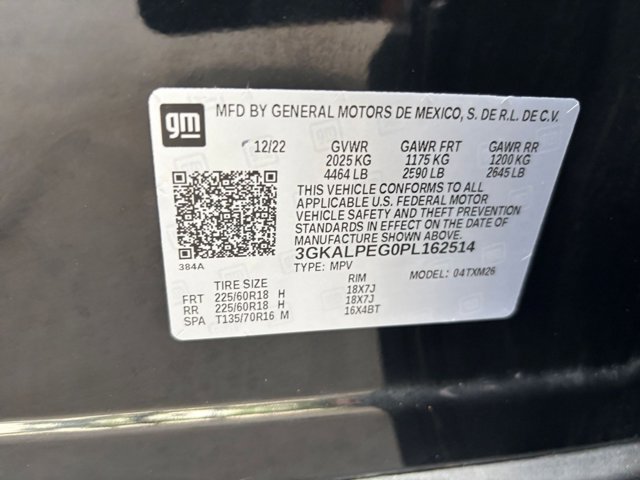 gm
MFD BY GENERAL MOTORS DE MEXICO, S. DE R.L. DE C.V.
12/22 GVWR GAWR FRT GAWR RR
2025 KG 1175 KG 1200 KG
4464 LB 2590 LB 2645 LB
THIS VEHICLE CONFORMS TO ALL
APPLICABLE U.S. FEDERAL MOTOR
VEHICLE SAFETY AND THEFT PREVENTION
STANDARDS IN EFFECT ON THE DATE OF
MANUFACTURE SHOWN ABOVE.
384A
3GKALPEG0PL162514
TYPE: MPV MODEL: 04TXM26
TIRE SIZE RIM
FRT 225/60R18 H 18X7J
RR 225/60R18 H 18X7J
SPA T135/70R16 M 16X4BT